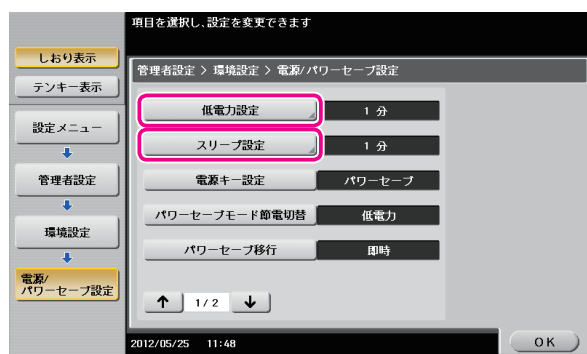 項目を選択し、設定を変更できます
しおり表示
テンキー表示
設定メニュー
管理者設定
環境設定
電源/
パワーセーブ設定
管理者設定 > 環境設定 > 電源/パワーセーブ設定
低電力設定 1 分
スリープ設定 1 分
電源キー設定 パワーセーブ
パワーセーブモード節電切替 低電力
パワーセーブ移行 即時
↑ 1/2 ↓
2012/05/25 11:48
OK